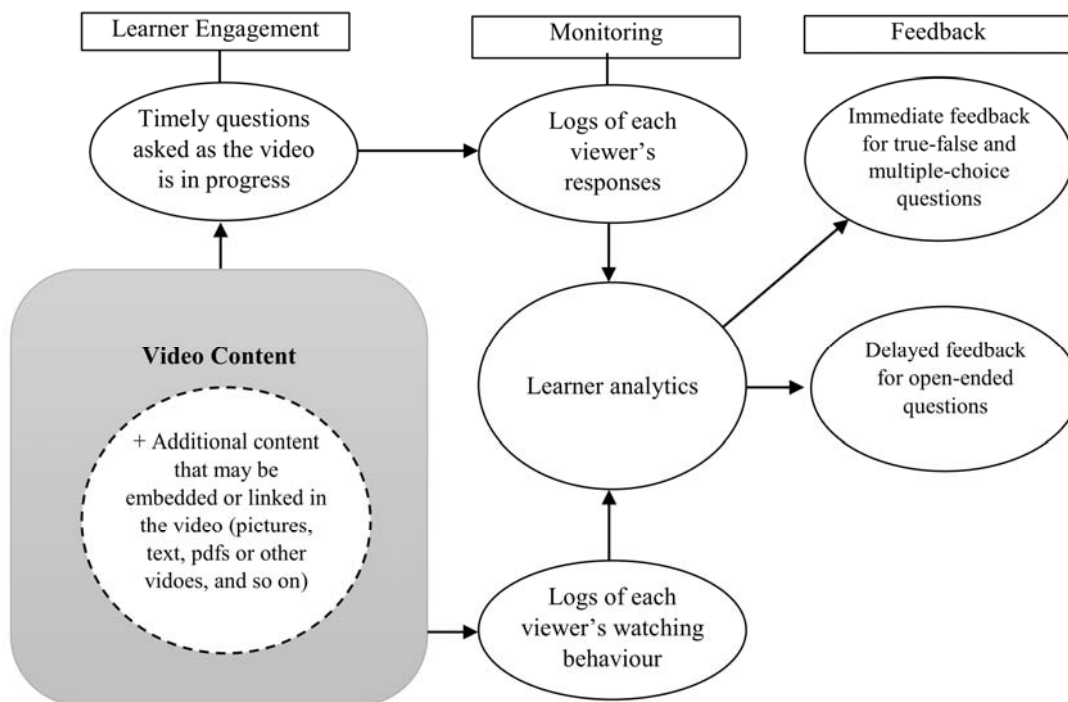 Learner Engagement
Monitoring
Feedback
Timely questions
asked as the video
is in progress
Logs of each
viewer's
responses
Immediate feedback
for true-false and
multiple-choice
questions
Video Content
+ Additional content
that may be
embedded or linked in
the video (pictures,
text, pdfs or other
vidoes, and so on)
Learner analytics
Delayed feedback
for open-ended
questions
Logs of each
viewer's watching
behaviour